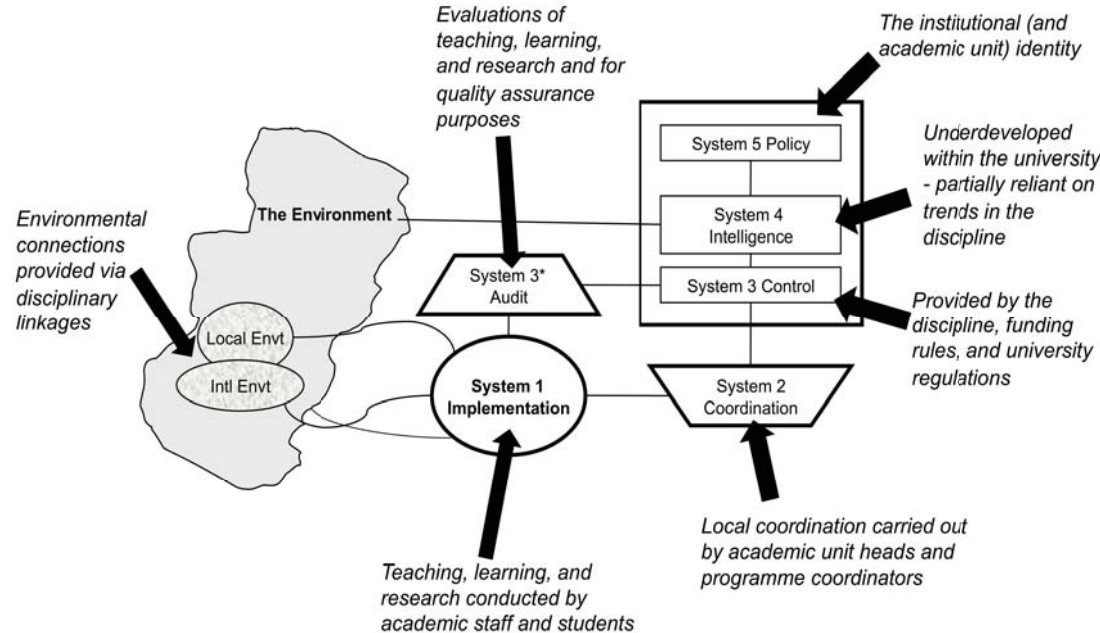 Evaluations of
teaching, learning,
and research and for
quality assurance
purposes
The institutional (and
academic unit) identity
System 5 Policy
Underdeveloped
within the university
- partially reliant on
trends in the
discipline
System 4
Intelligence
The Environment
Environmental
connections
provided via
disciplinary
linkages
System 3*
Audit
System 3 Control
Provided by the
discipline, funding
rules, and university
regulations
Local Envt
Intl Envt
System 1
Implementation
System 2
Coordination
Local coordination carried out
by academic unit heads and
programme coordinators
Teaching, learning, and
research conducted by
academic staff and students